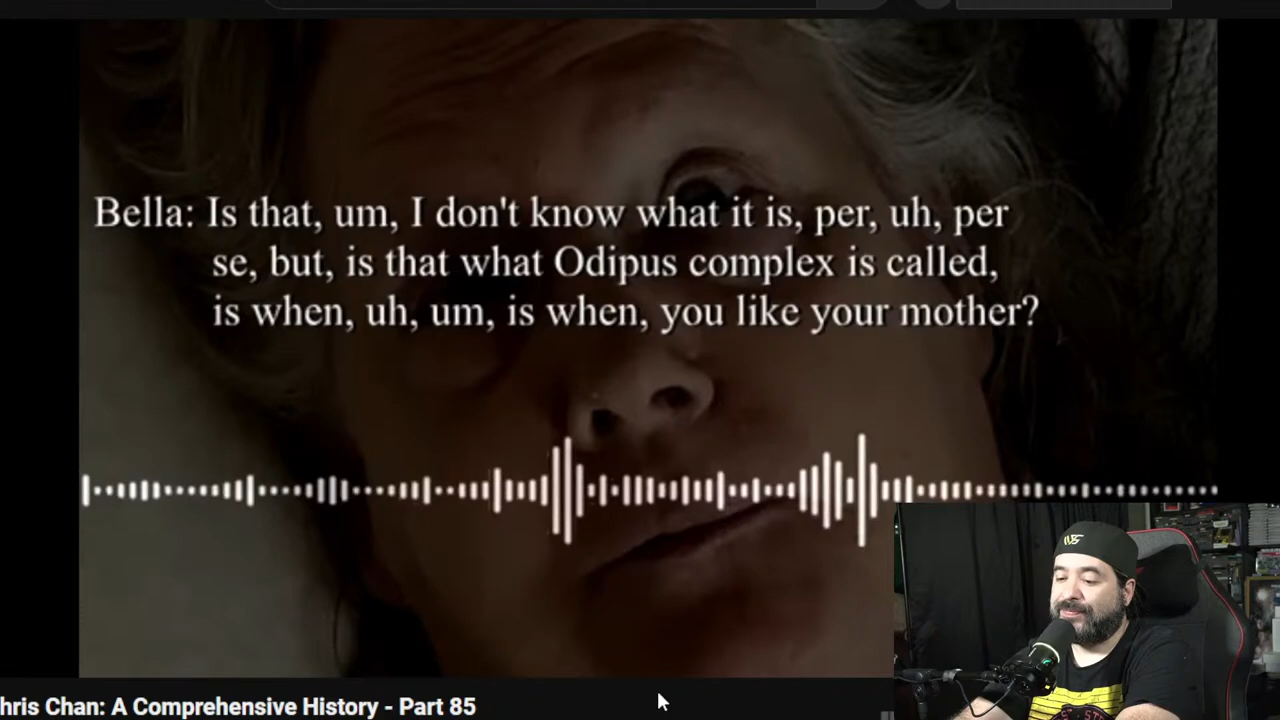 Bella: Is that, um, I don't know what it is, per, uh, per
se, but, is that what Odipus complex is called,
is when, uh, um, is when, you like your mother?
hris Chan: A Comprehensive History - Part 85